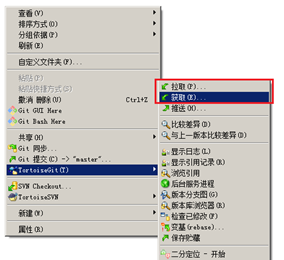 查看(V)
排序方式(O)
分组依据(P)
刷新(E)
自定义文件夹(F)...
粘贴(P)
粘贴快捷方式(S)
撤消 删除(U) Ctrl+Z
Git GUI Here
Git Bash Here
共享(H)
Git 同步...
Git 提交(C) -> "master"...
TortoiseGit(T)
SVN Checkout...
TortoiseSVN
新建(W)
属性(R)
拉取(P)...
获取(E)...
推送(H)...
比较差异(D)
与上一版本比较差异(D)
显示日志(L)
显示引用记录(R)
浏览引用
后台服务进程
版本分支图(G)
版本库浏览器(R)
检查已修改(F)
变基(rebase)...
保存贮藏
二分定位 - 开始